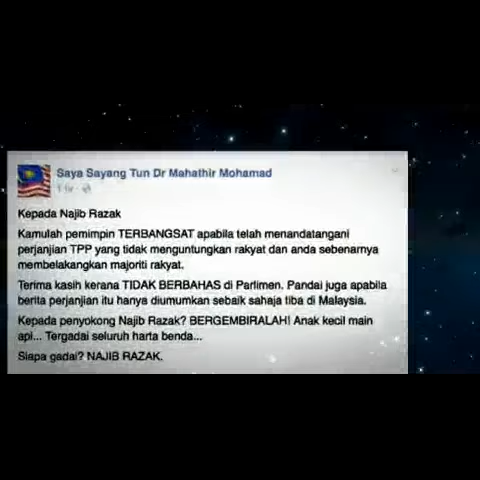 Saya Sayang Tun Dr Mahathir Mohamad
1 hr
Kepada Najib Razak
Kamulah pemimpin TERBANGSAT apabila telah menandatangani
perjanjian TPP yang tidak menguntungkan rakyat dan anda sebenarnya
membelakangkan majoriti rakyat.
Terima kasih kerana TIDAK BERBAHAS di Parlimen. Pandai juga apabila
berita perjanjian itu hanya diumumkan sebaik sahaja tiba di Malaysia.
Kepada penyokong Najib Razak? BERGEMBIRALAH! Anak kecil main
api... Tergadai seluruh harta benda...
Siapa gadai? NAJIB RAZAK.